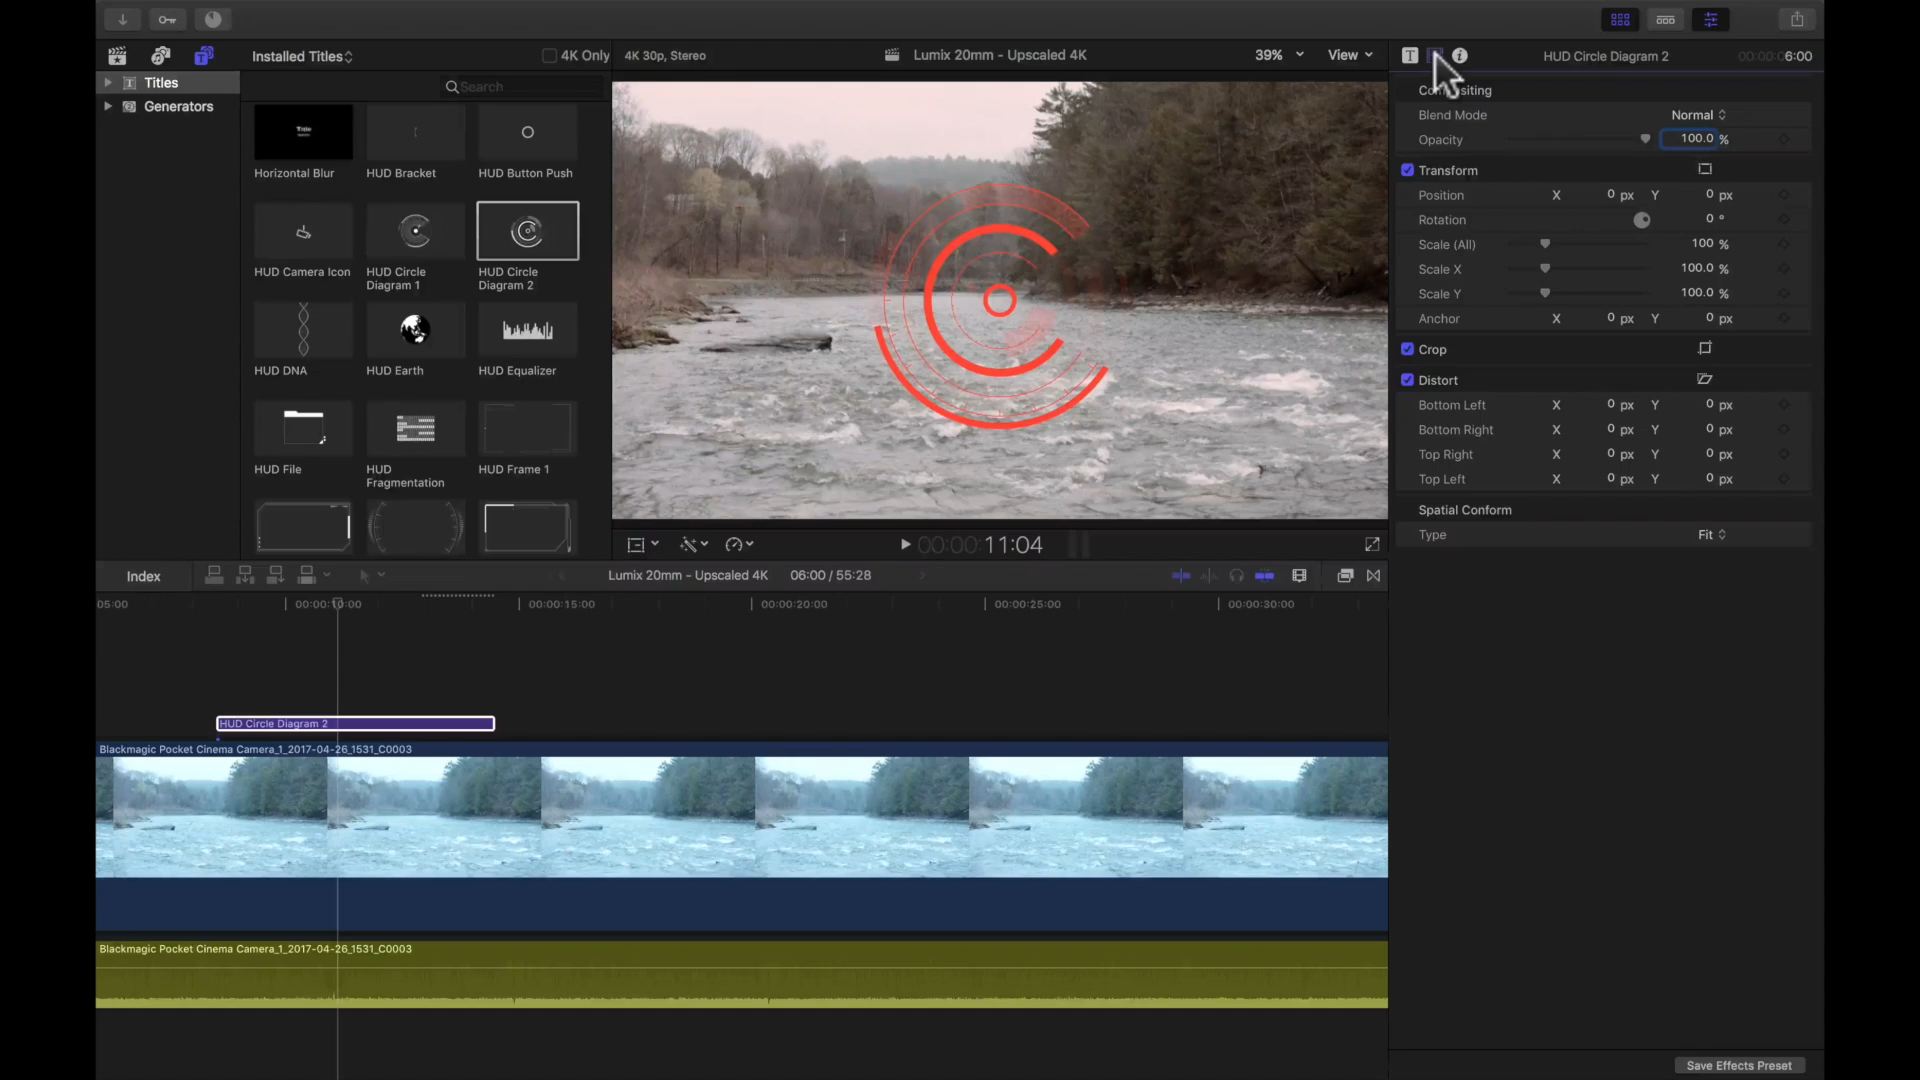 Installed Titles
4K Only
4K 30p, Stereo
Lumix 20mm - Upscaled 4K
39%
View
HUD Circle Diagram 2
00:00:06:00
Titles
Generators
Search
Title
Horizontal Blur
HUD Bracket
HUD Button Push
HUD Camera Icon
HUD Circle
Diagram 1
HUD Circle
Diagram 2
HUD DNA
HUD Earth
HUD Equalizer
HUD File
HUD
Fragmentation
HUD Frame 1
Blend Mode
Normal
Opacity
100.0 %
Transform
Position
X 0 px Y 0 px
Rotation
0 °
Scale (All)
100 %
Scale X
100.0 %
Scale Y
100.0 %
Anchor
X 0 px Y 0 px
Crop
Distort
Bottom Left
X 0 px Y 0 px
Bottom Right
X 0 px Y 0 px
Top Right
X 0 px Y 0 px
Top Left
X 0 px Y 0 px
Spatial Conform
Type
Fit
00:00:11:04
Index
Lumix 20mm - Upscaled 4K
06:00 / 55:28
05:00
00:00:10:00
00:00:15:00
00:00:20:00
00:00:25:00
00:00:30:00
HUD Circle Diagram 2
Blackmagic Pocket Cinema Camera_1_2017-04-26_1531_C0003
Blackmagic Pocket Cinema Camera_1_2017-04-26_1531_C0003
Save Effects Preset